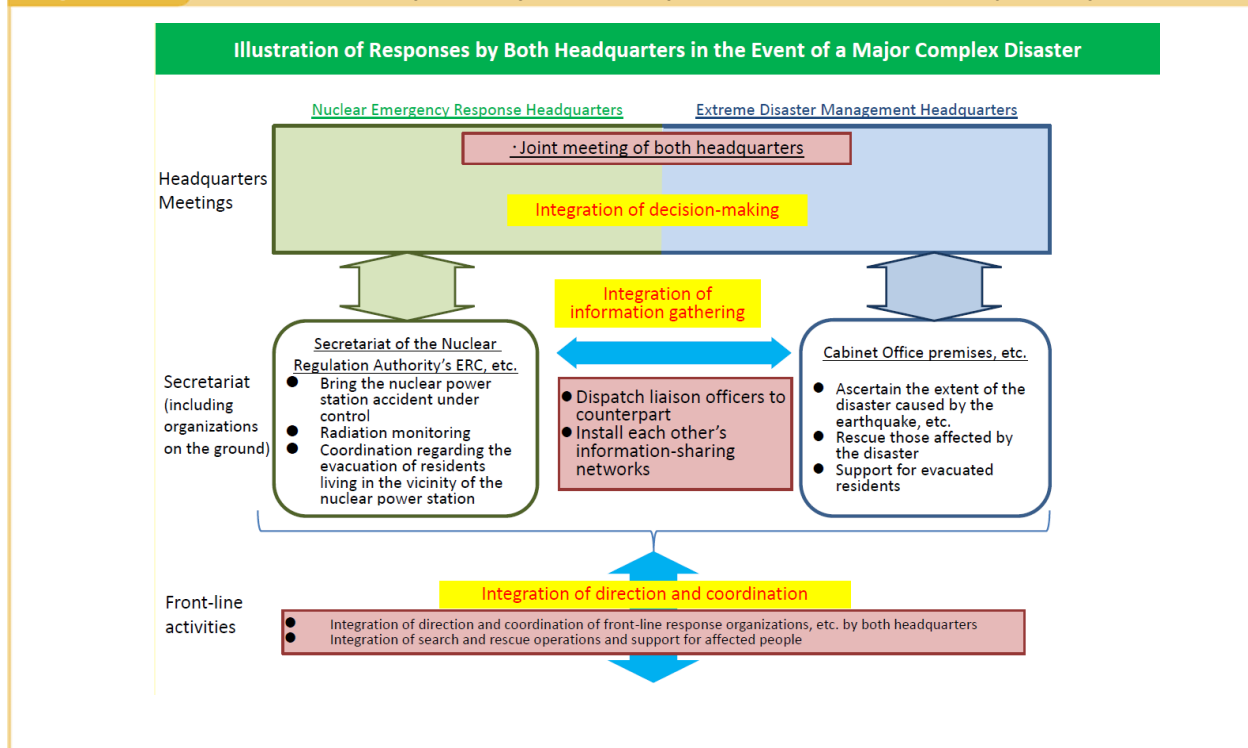 Illustration of Responses by Both Headquarters in the Event of a Major Complex Disaster
Nuclear Emergency Response Headquarters
Extreme Disaster Management Headquarters
Headquarters
Meetings
·Joint meeting of both headquarters
Integration of decision-making
Integration of
information gathering
Secretariat
(including
organizations
on the ground)
Secretariat of the Nuclear
Regulation Authority's ERC, etc.
● Bring the nuclear power
station accident under
control
● Radiation monitoring
● Coordination regarding the
evacuation of residents
living in the vicinity of the
nuclear power station
● Dispatch liaison officers to
counterpart
● Install each other's
information-sharing
networks
Cabinet Office premises, etc.
● Ascertain the extent of the
disaster caused by the
earthquake, etc.
● Rescue those affected by
the disaster
● Support for evacuated
residents
Front-line
activities
Integration of direction and coordination
● Integration of direction and coordination of front-line response organizations, etc. by both headquarters
● Integration of search and rescue operations and support for affected people